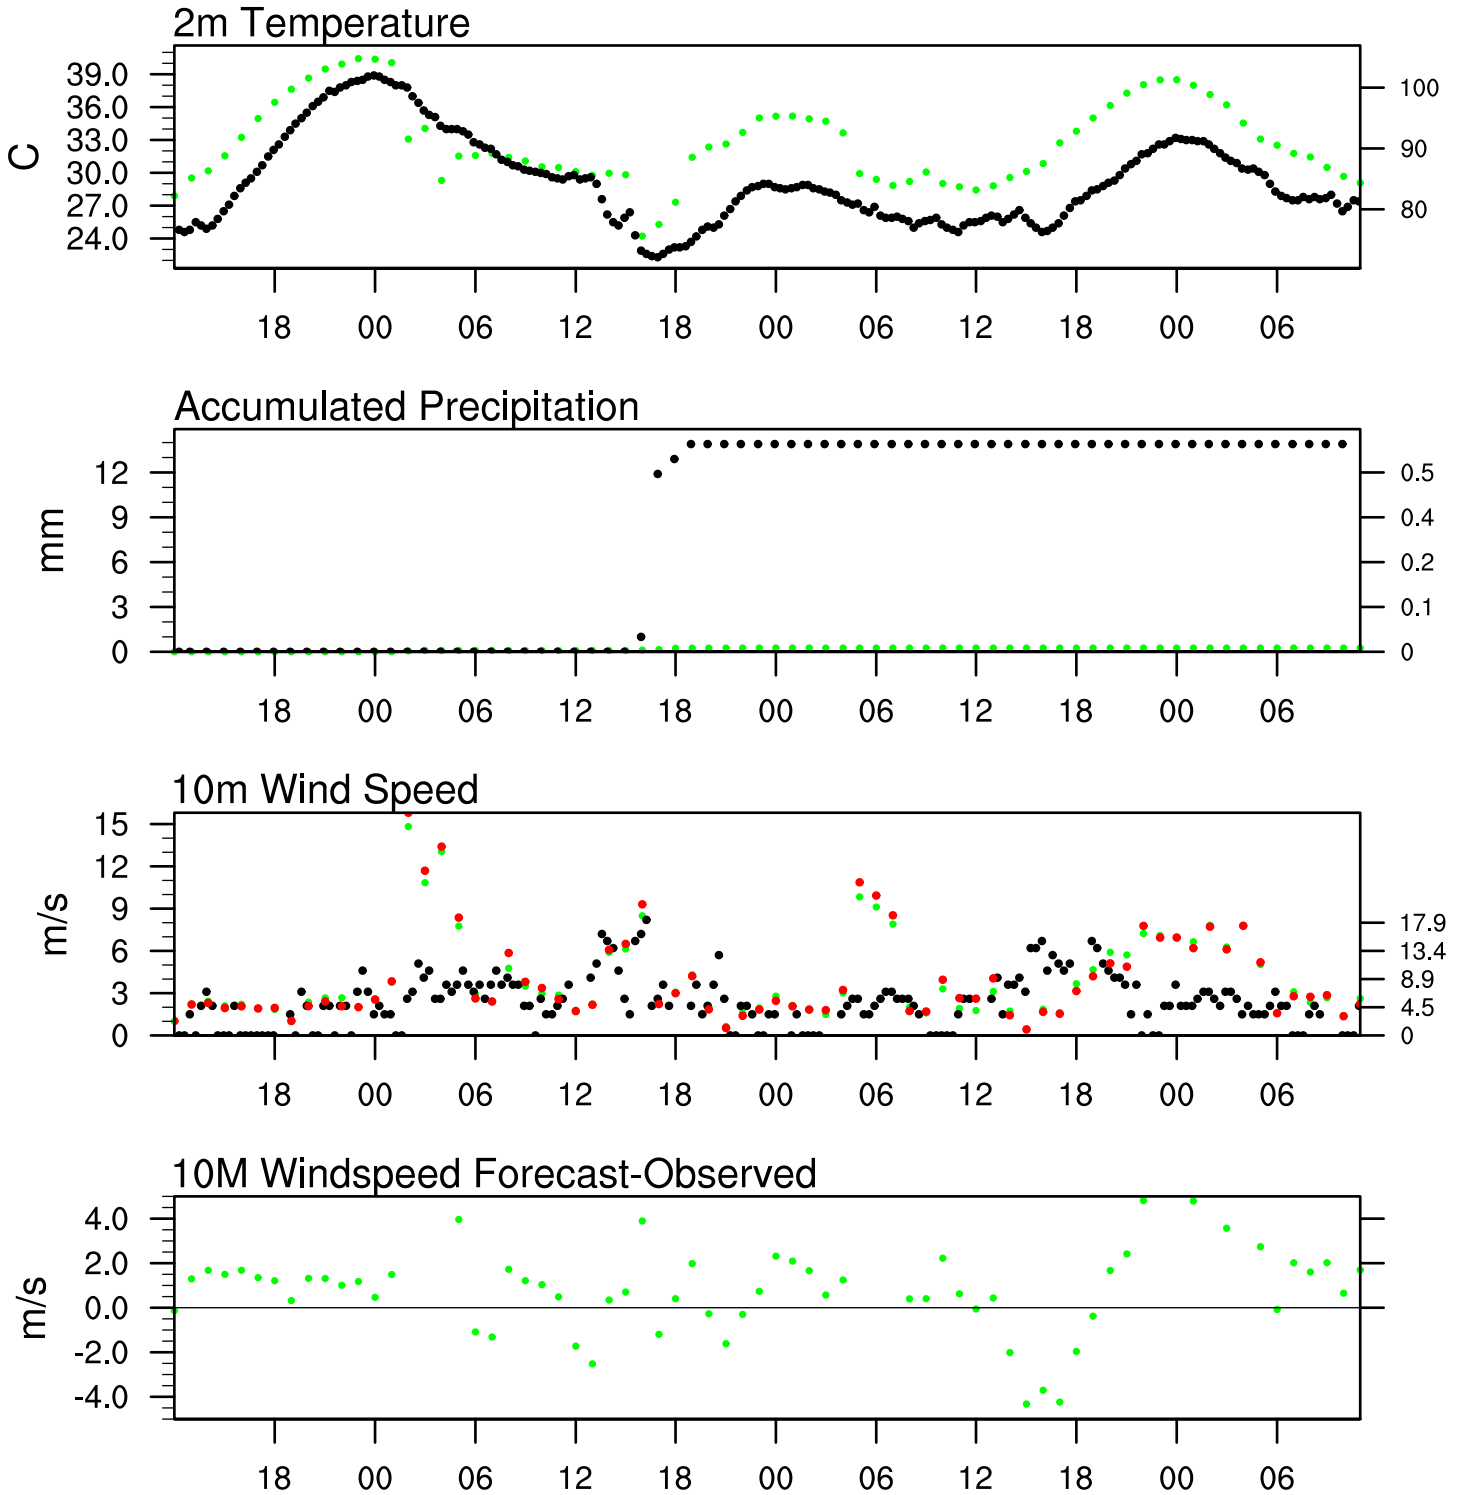 2m Temperature
39.0
36.0
33.0
30.0
27.0
24.0
C
100
90
80
18 00 06 12 18 00 06 12 18 00 06
Accumulated Precipitation
12
9
6
3
0
mm
0.5
0.4
0.2
0.1
0
18 00 06 12 18 00 06 12 18 00 06
10m Wind Speed
15
12
9
6
3
0
m/s
17.9
13.4
8.9
4.5
0
18 00 06 12 18 00 06 12 18 00 06
10M Windspeed Forecast-Observed
4.0
2.0
0.0
-2.0
-4.0
m/s
18 00 06 12 18 00 06 12 18 00 06